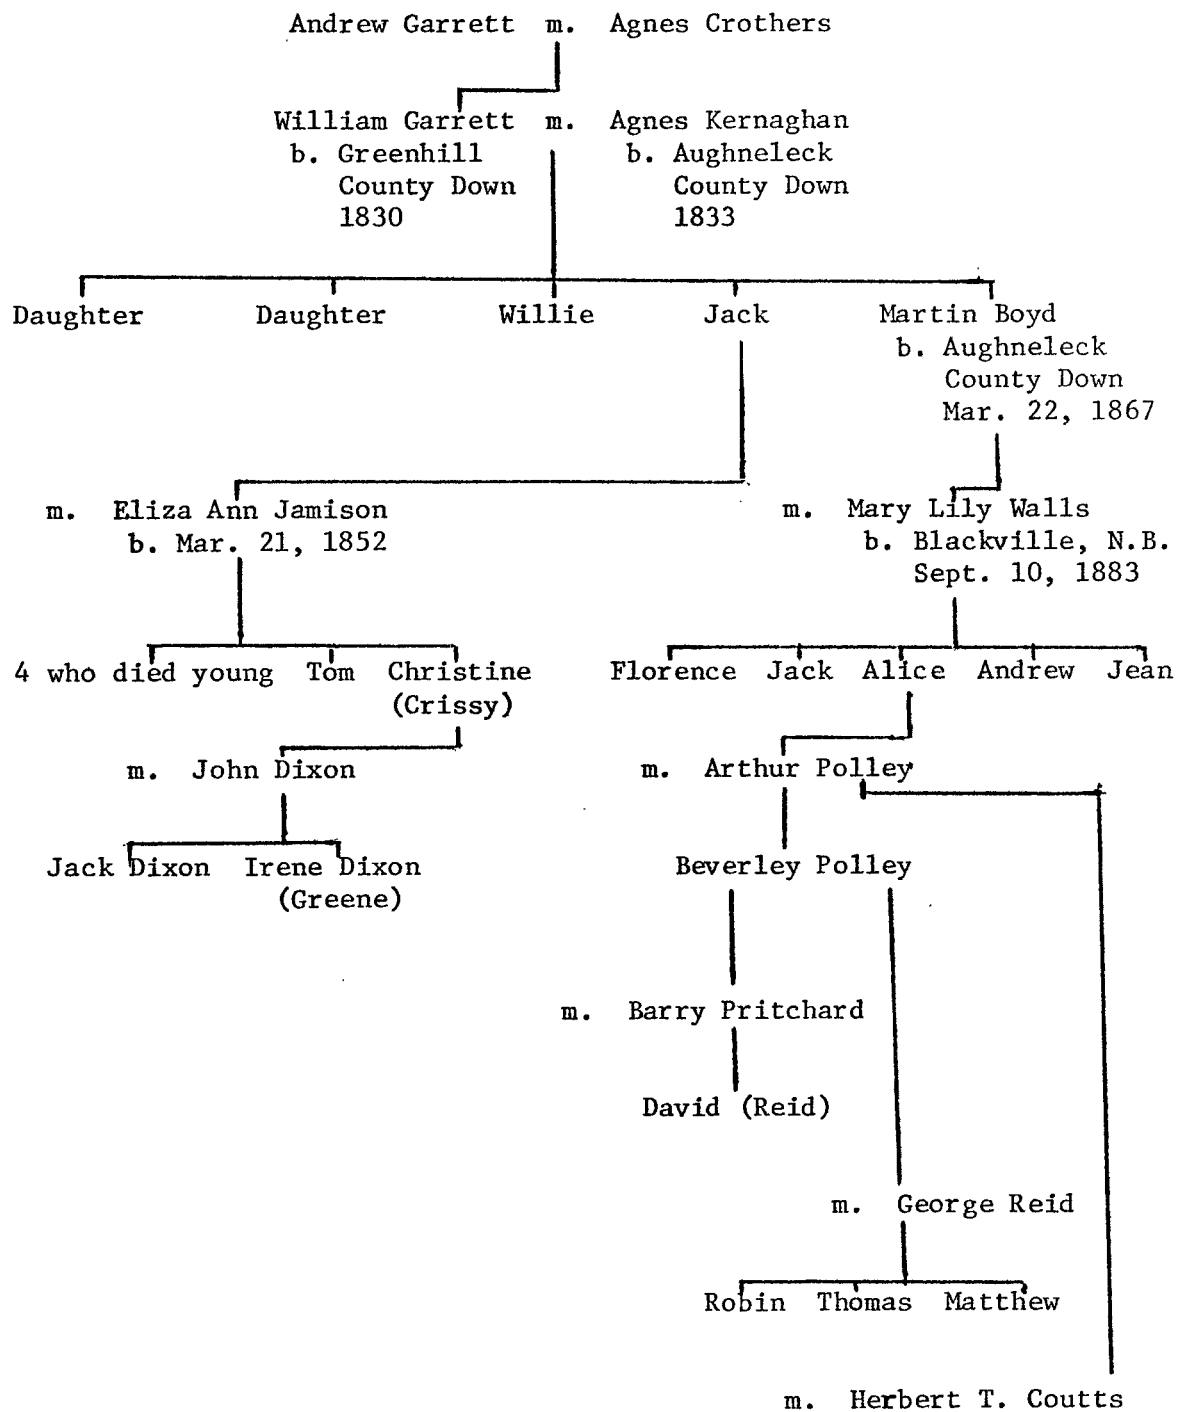 Andrew Garrett m. Agnes Crothers
William Garrett m. Agnes Kernaghan
b. Greenhill b. Aughneleck
County Down County Down
1830 1833
Daughter Daughter Willie Jack Martin Boyd
b. Aughneleck
County Down
Mar. 22, 1867
m. Eliza Ann Jamison m. Mary Lily Walls
b. Mar. 21, 1852 b. Blackville, N.B.
Sept. 10, 1883
4 who died young Tom Christine Florence Jack Alice Andrew Jean
(Crissy)
m. John Dixon m. Arthur Polley
Jack Dixon Irene Dixon Beverley Polley
(Greene)
m. Barry Pritchard
David (Reid)
m. George Reid
Robin Thomas Matthew
m. Herbert T. Coutts